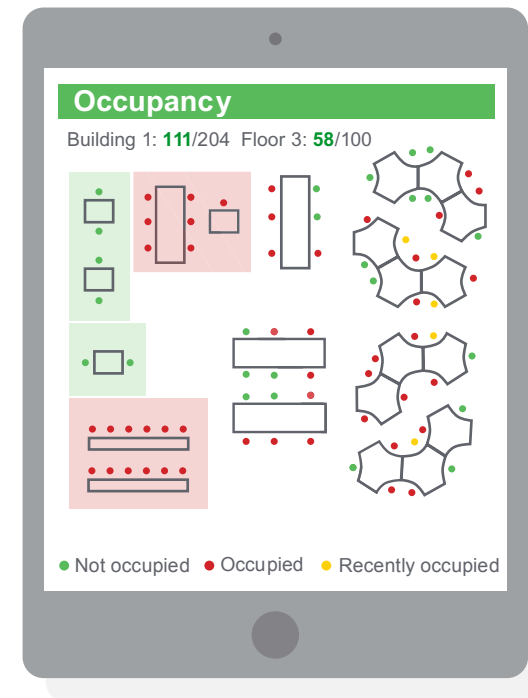 Occupancy
Building 1: 111/204 Floor 3: 58/100
Not occupied Occupied Recently occupied